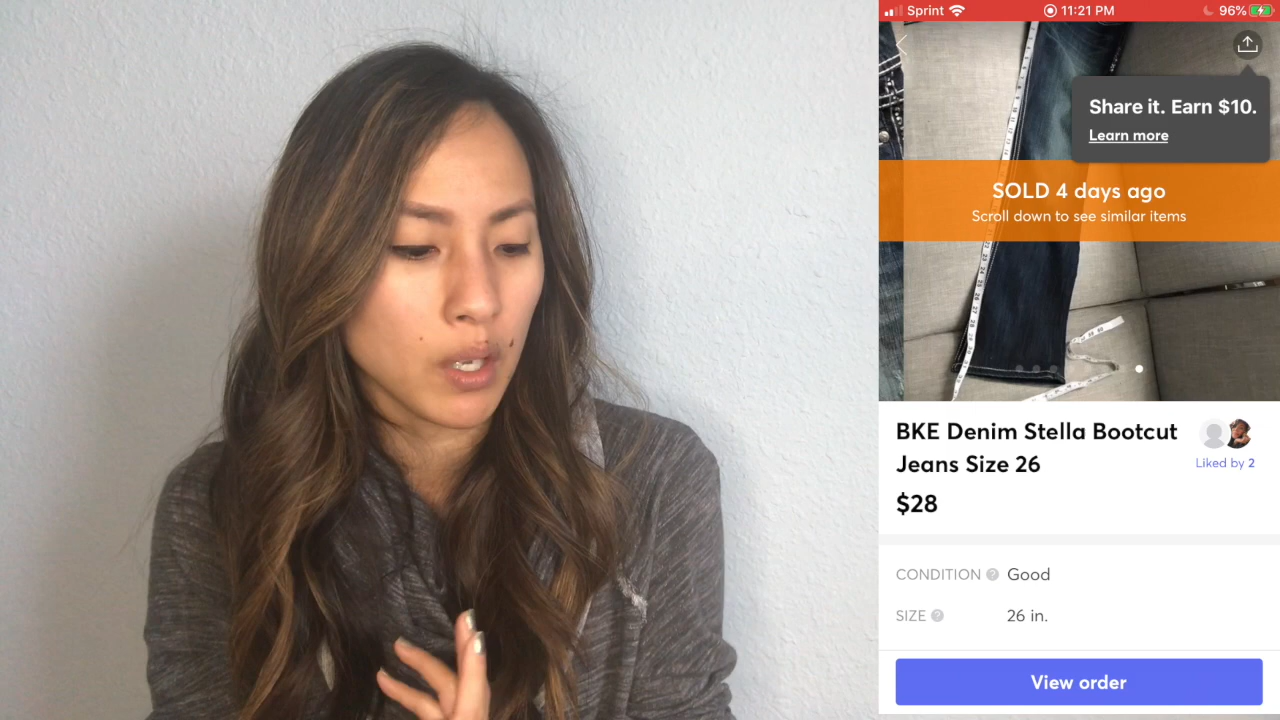 Sprint 11:21 PM 96%
Share it. Earn $10.
Learn more
SOLD 4 days ago
Scroll down to see similar items
BKE Denim Stella Bootcut
Jeans Size 26
Liked by 2
$28
CONDITION ? Good
SIZE ? 26 in.
View order